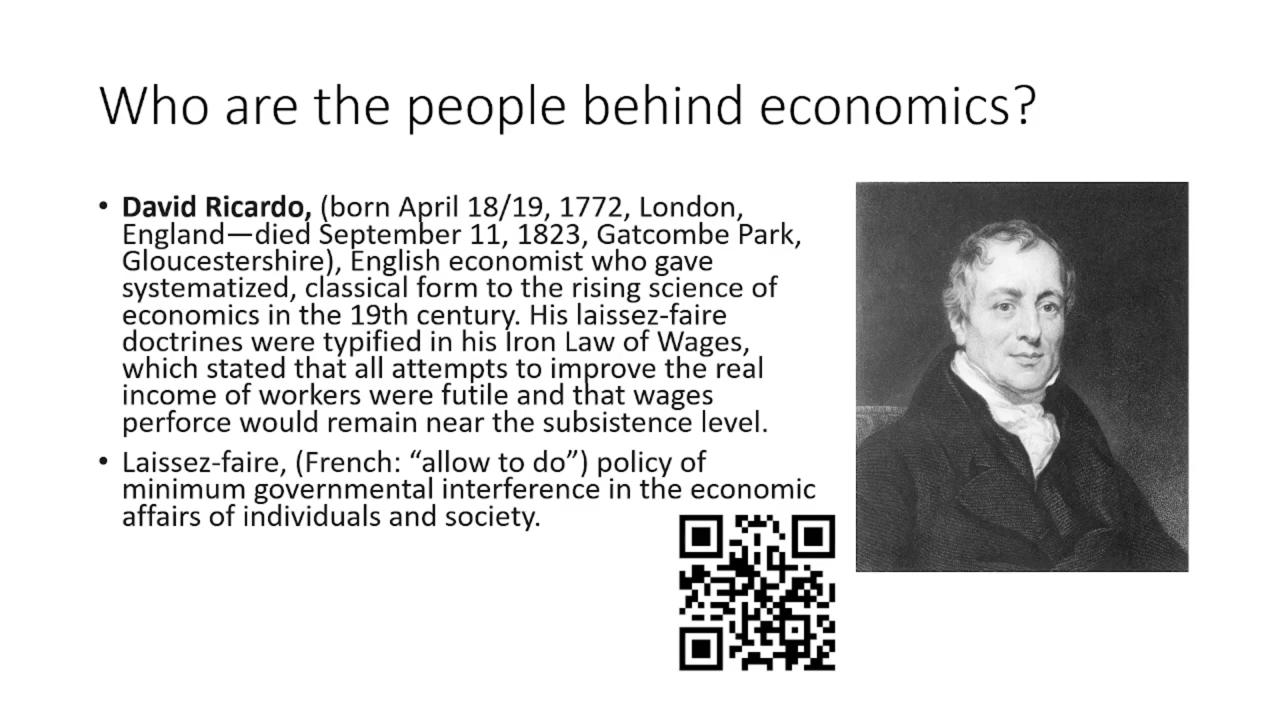 Who are the people behind economics?
• David Ricardo, (born April 18/19, 1772, London,
England—died September 11, 1823, Gatcombe Park,
Gloucestershire), English economist who gave
systematized, classical form to the rising science of
economics in the 19th century. His laissez-faire
doctrines were typified in his Iron Law of Wages,
which stated that all attempts to improve the real
income of workers were futile and that wages
perforce would remain near the subsistence level.
• Laissez-faire, (French: “allow to do”) policy of
minimum governmental interference in the economic
affairs of individuals and society.